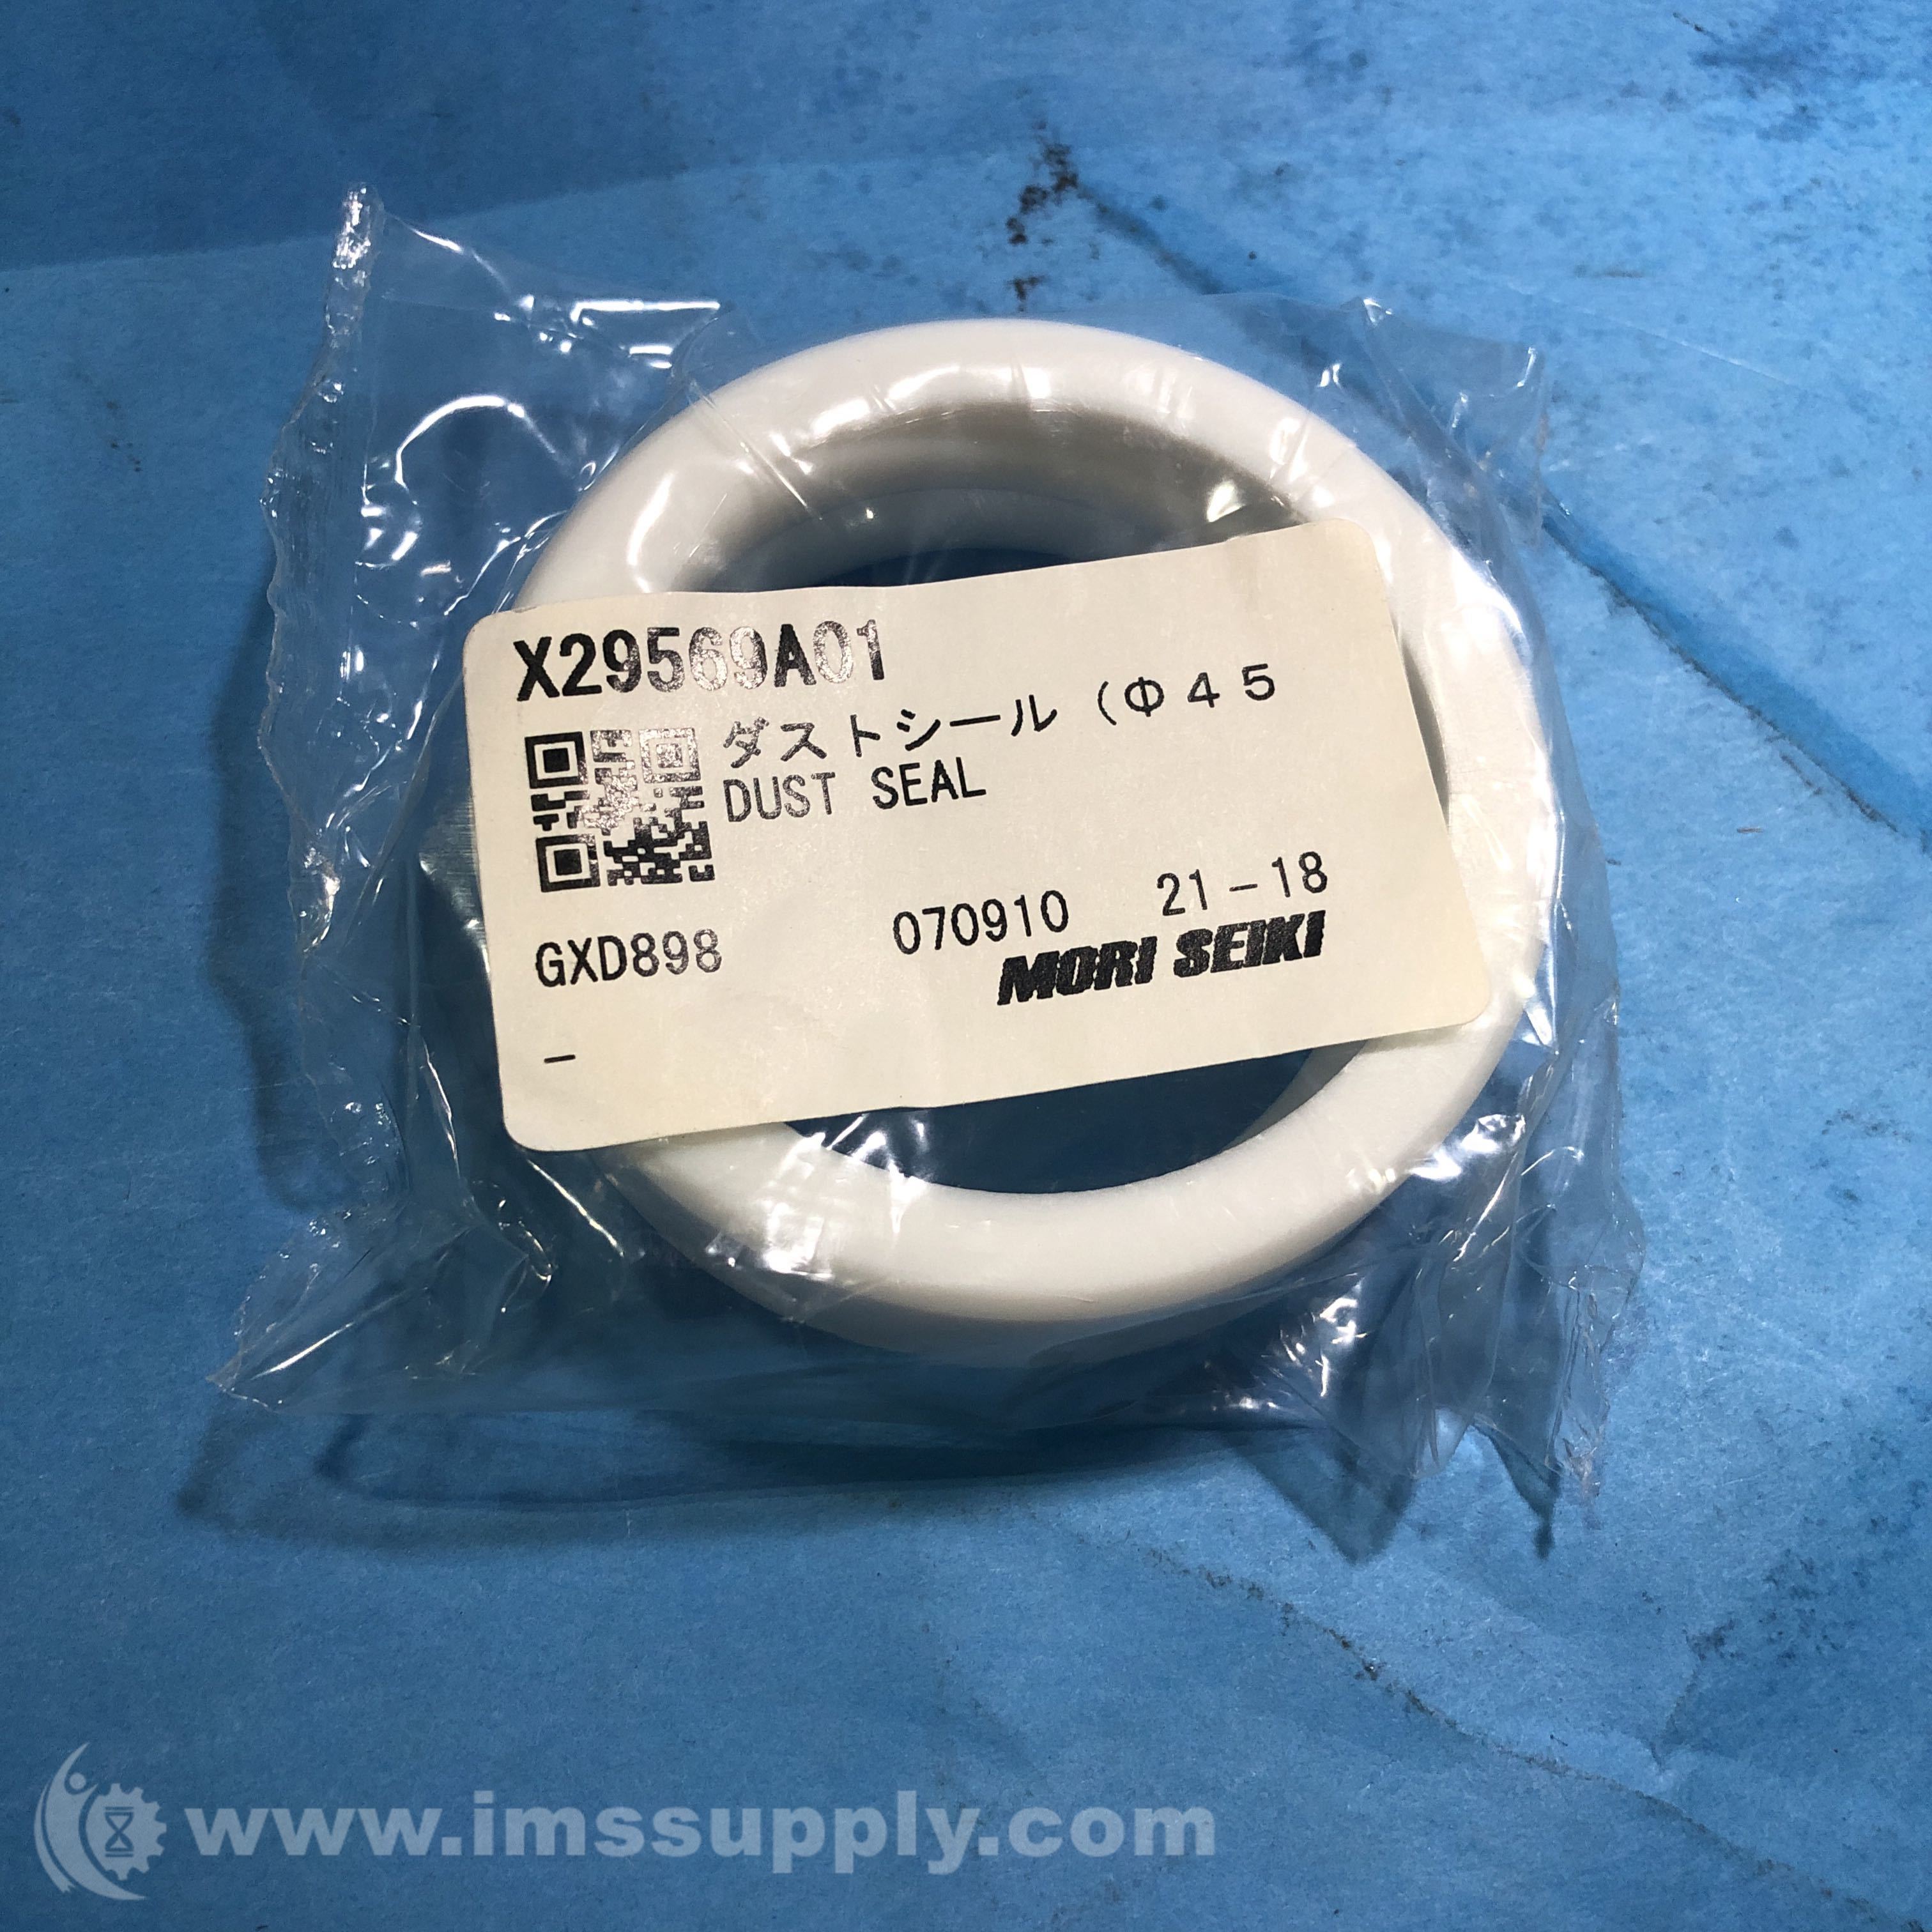 X29569A01
ダストシール（Φ４５
DUST SEAL
070910 21-18
GXD898
MORI SEIKI
-
www.imssupply.com